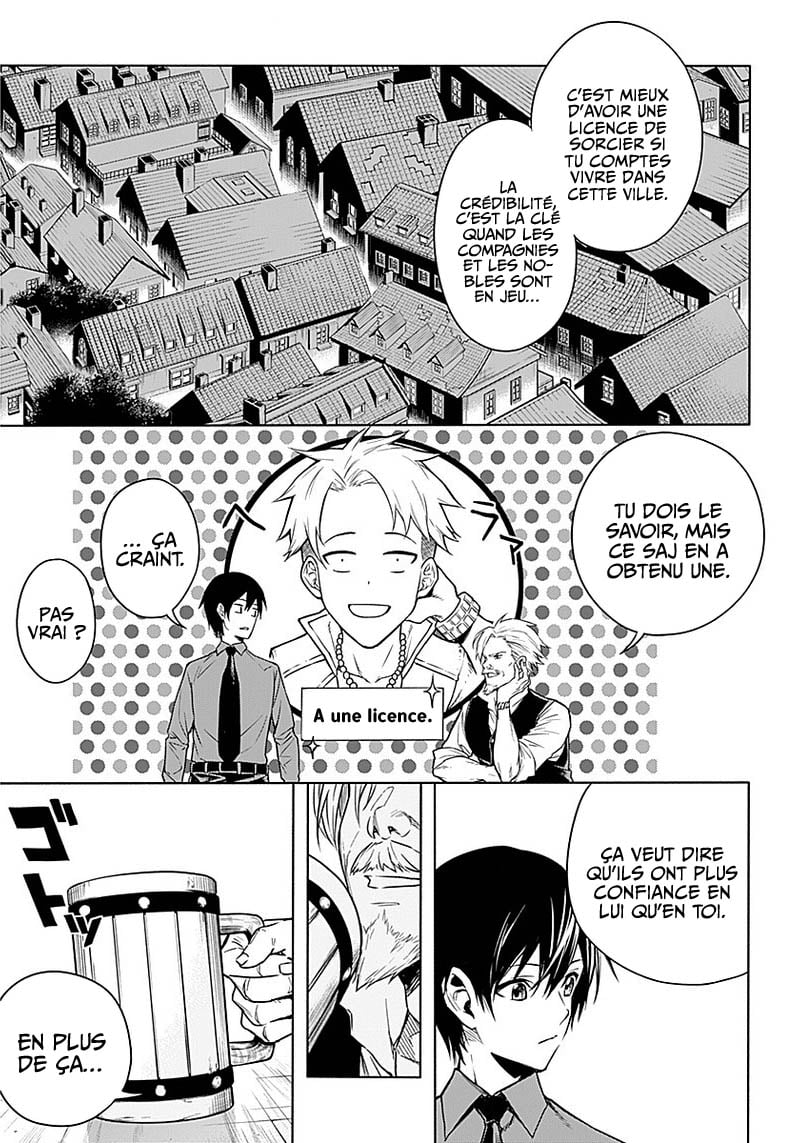 C'EST MIEUX
D'AVOIR UNE
LICENCE DE
SORCIER SI
TU COMPTES
VIVRE DANS
CETTE VILLE.
LA
CRÉDIBILITÉ,
C'EST LA CLÉ
QUAND LES
COMPAGNIES
ET LES NO-
BLES SONT
EN JEU...
TU DOIS LE
SAVOIR, MAIS
CE SAJ EN A
OBTENU UNE.
... ÇA
CRAINT.
PAS
VRAI ?
A une licence.
ÇA VEUT DIRE
QU'ILS ONT PLUS
CONFIANCE EN
LUI QU'EN TOI.
ゴトッ
EN PLUS
DE ÇA...